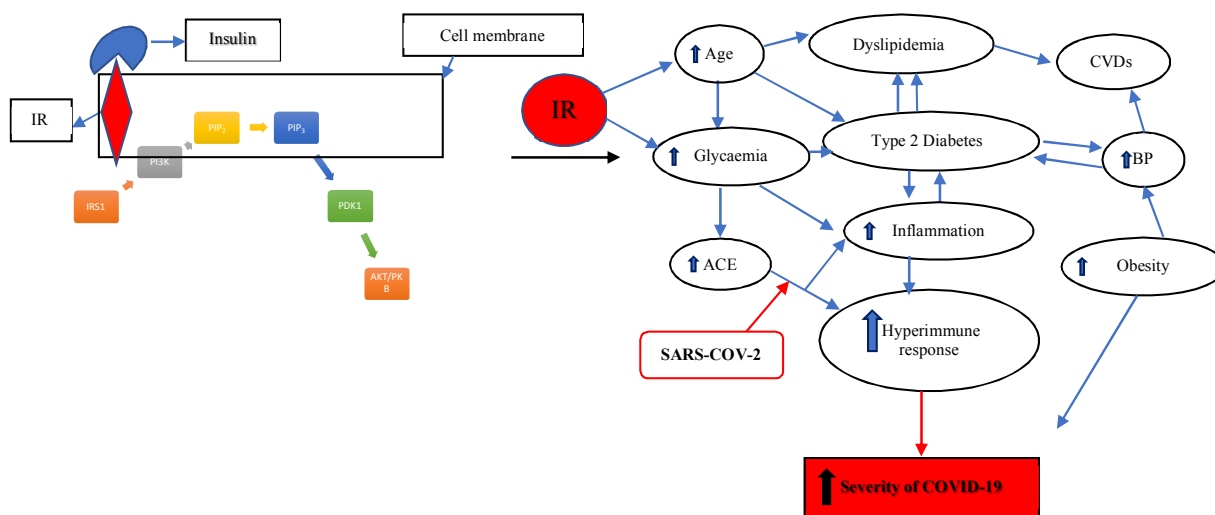 Insulin
Cell membrane
IR
PIP2
PIP3
PI3K
IRS1
PDK1
AKT/PK
B
IR
Age
Dyslipidemia
CVDs
Glycaemia
Type 2 Diabetes
BP
ACE
Inflammation
Obesity
SARS-COV-2
Hyperimmune
response
Severity of COVID-19